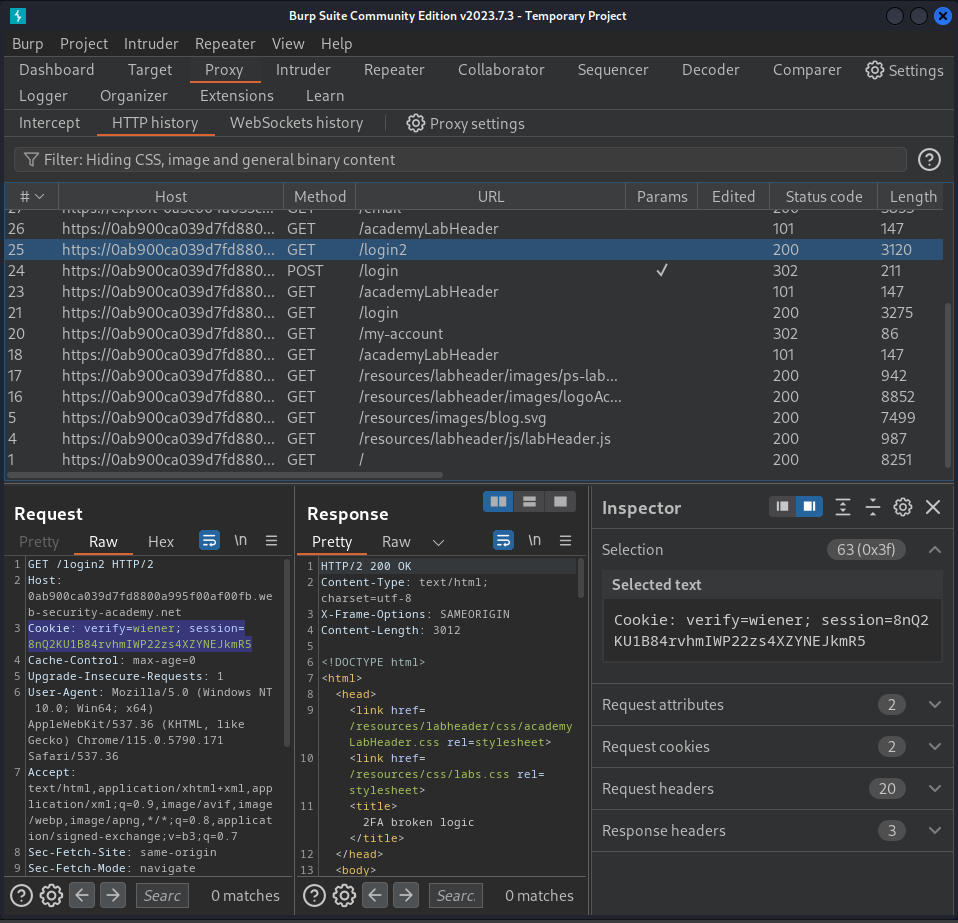 Burp Suite Community Edition v2023.7.3 - Temporary Project
Burp Project Intruder Repeater View Help
Dashboard Target Proxy Intruder Repeater Collaborator Sequencer Decoder Comparer Settings
Logger Organizer Extensions Learn
Intercept HTTP history WebSockets history Proxy settings
Filter: Hiding CSS, image and general binary content
# Host Method URL Params Edited Status code Length
26 https://0ab900ca039d7fd880... GET /academyLabHeader 101 147
25 https://0ab900ca039d7fd880... GET /login2 200 3120
24 https://0ab900ca039d7fd880... POST /login ✓ 302 211
23 https://0ab900ca039d7fd880... GET /academyLabHeader 101 147
21 https://0ab900ca039d7fd880... GET /login 200 3275
20 https://0ab900ca039d7fd880... GET /my-account 302 86
18 https://0ab900ca039d7fd880... GET /academyLabHeader 101 147
17 https://0ab900ca039d7fd880... GET /resources/labheader/images/ps-lab... 200 942
16 https://0ab900ca039d7fd880... GET /resources/labheader/images/logoAc... 200 8852
5 https://0ab900ca039d7fd880... GET /resources/images/blog.svg 200 7499
4 https://0ab900ca039d7fd880... GET /resources/labheader/js/labHeader.js 200 987
1 https://0ab900ca039d7fd880... GET / 200 8251
Request
Pretty Raw Hex \n
1 GET /login2 HTTP/2
2 Host:
0ab900ca039d7fd8800a995f00af00fb.we
b-security-academy.net
3 Cookie: verify=wiener; session=
8nQ2KU1B84rvhmIWP22zs4XZYNEJkmR5
4 Cache-Control: max-age=0
5 Upgrade-Insecure-Requests: 1
6 User-Agent: Mozilla/5.0 (Windows NT
10.0; Win64; x64)
AppleWebKit/537.36 (KHTML, like
Gecko) Chrome/115.0.5790.171
Safari/537.36
7 Accept:
text/html,application/xhtml+xml,app
lication/xml;q=0.9,image/avif,image
/webp,image/apng,*/*;q=0.8,applicat
ion/signed-exchange;v=b3;q=0.7
8 Sec-Fetch-Site: same-origin
9 Sec-Fetch-Mode: navigate
Searc 0 matches
Response
Pretty Raw \n
1 HTTP/2 200 OK
2 Content-Type: text/html;
charset=utf-8
3 X-Frame-Options: SAMEORIGIN
4 Content-Length: 3012
5
6 <!DOCTYPE html>
7 <html>
8 <head>
9 <link href=
/resources/labheader/css/academy
LabHeader.css rel=stylesheet>
10 <link href=
/resources/css/labs.css rel=
stylesheet>
11 <title>
2FA broken logic
</title>
12 </head>
13 <body>
Searc 0 matches
Inspector
Selection 63 (0x3f)
Selected text
Cookie: verify=wiener; session=8nQ2
KU1B84rvhmIWP22zs4XZYNEJkmR5
Request attributes 2
Request cookies 2
Request headers 20
Response headers 3